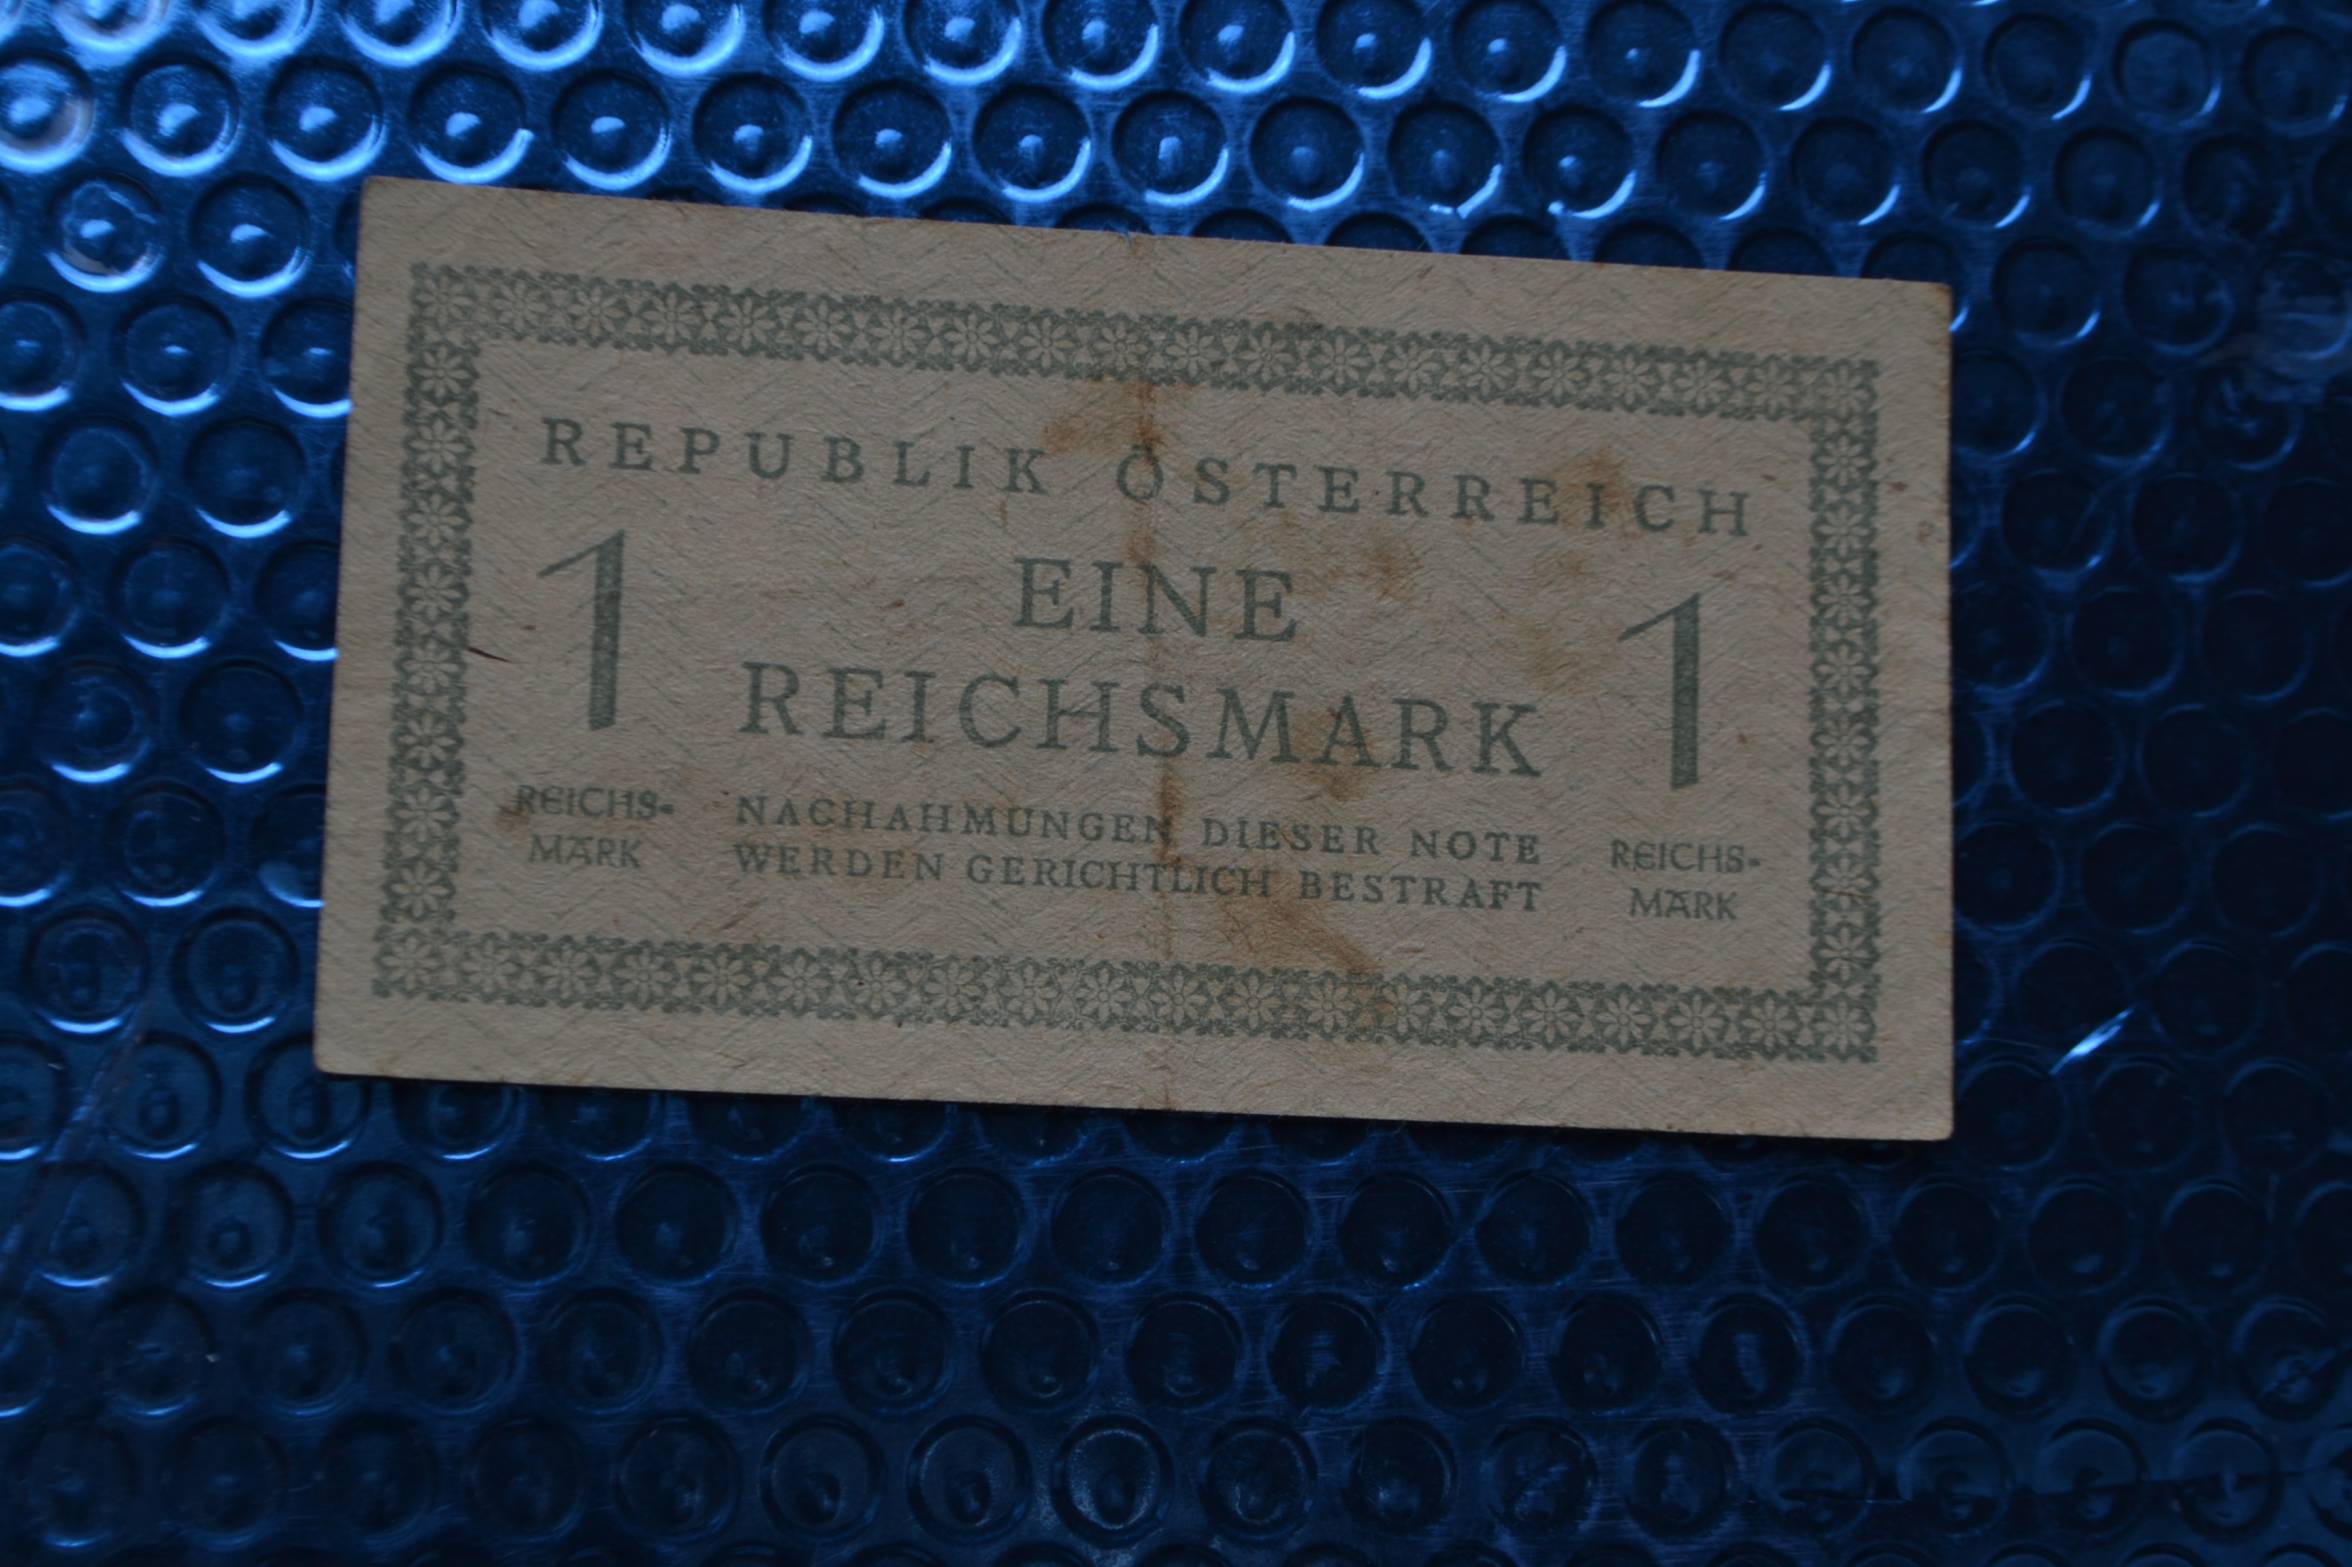 REPUBLIK ÖSTERREICH
1 EINE 1
REICHSMARK
REICHS- NACHAHMUNGEN DIESER NOTE REICHS-
MARK WERDEN GERICHTLICH BESTRAFT MARK